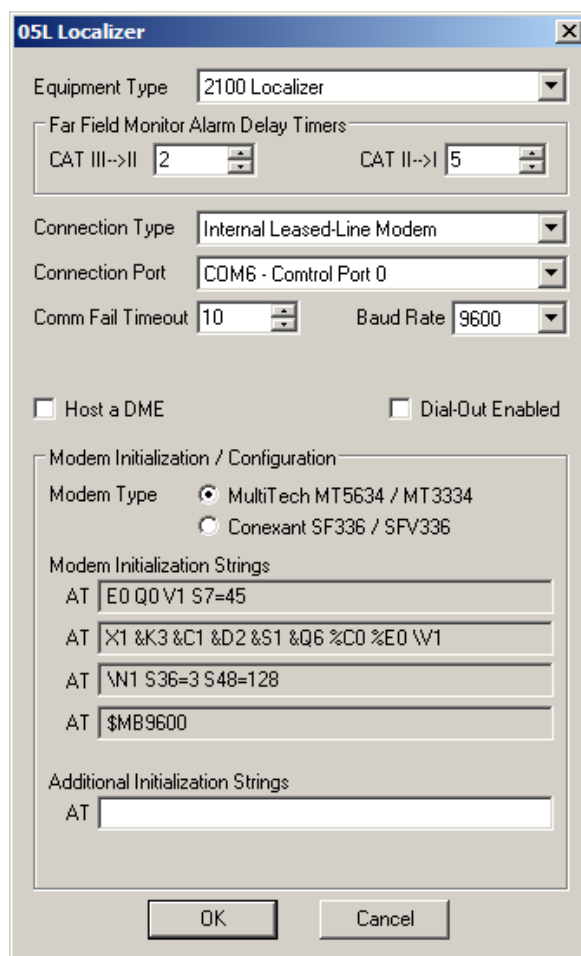 05L Localizer
Equipment Type 2100 Localizer
Far Field Monitor Alarm Delay Timers
CAT III-->II 2 CAT II-->I 5
Connection Type Internal Leased-Line Modem
Connection Port COM6 - Comtrol Port 0
Comm Fail Timeout 10 Baud Rate 9600
Host a DME Dial-Out Enabled
Modem Initialization / Configuration
Modem Type MultiTech MT5634 / MT3334
Conexant SF336 / SFV336
Modem Initialization Strings
AT E0 Q0 V1 S7=45
AT X1 &K3 &C1 &D2 &S1 &Q6 %C0 %E0 \V1
AT \N1 S36=3 S48=128
AT $MB9600
Additional Initialization Strings
AT
OK Cancel